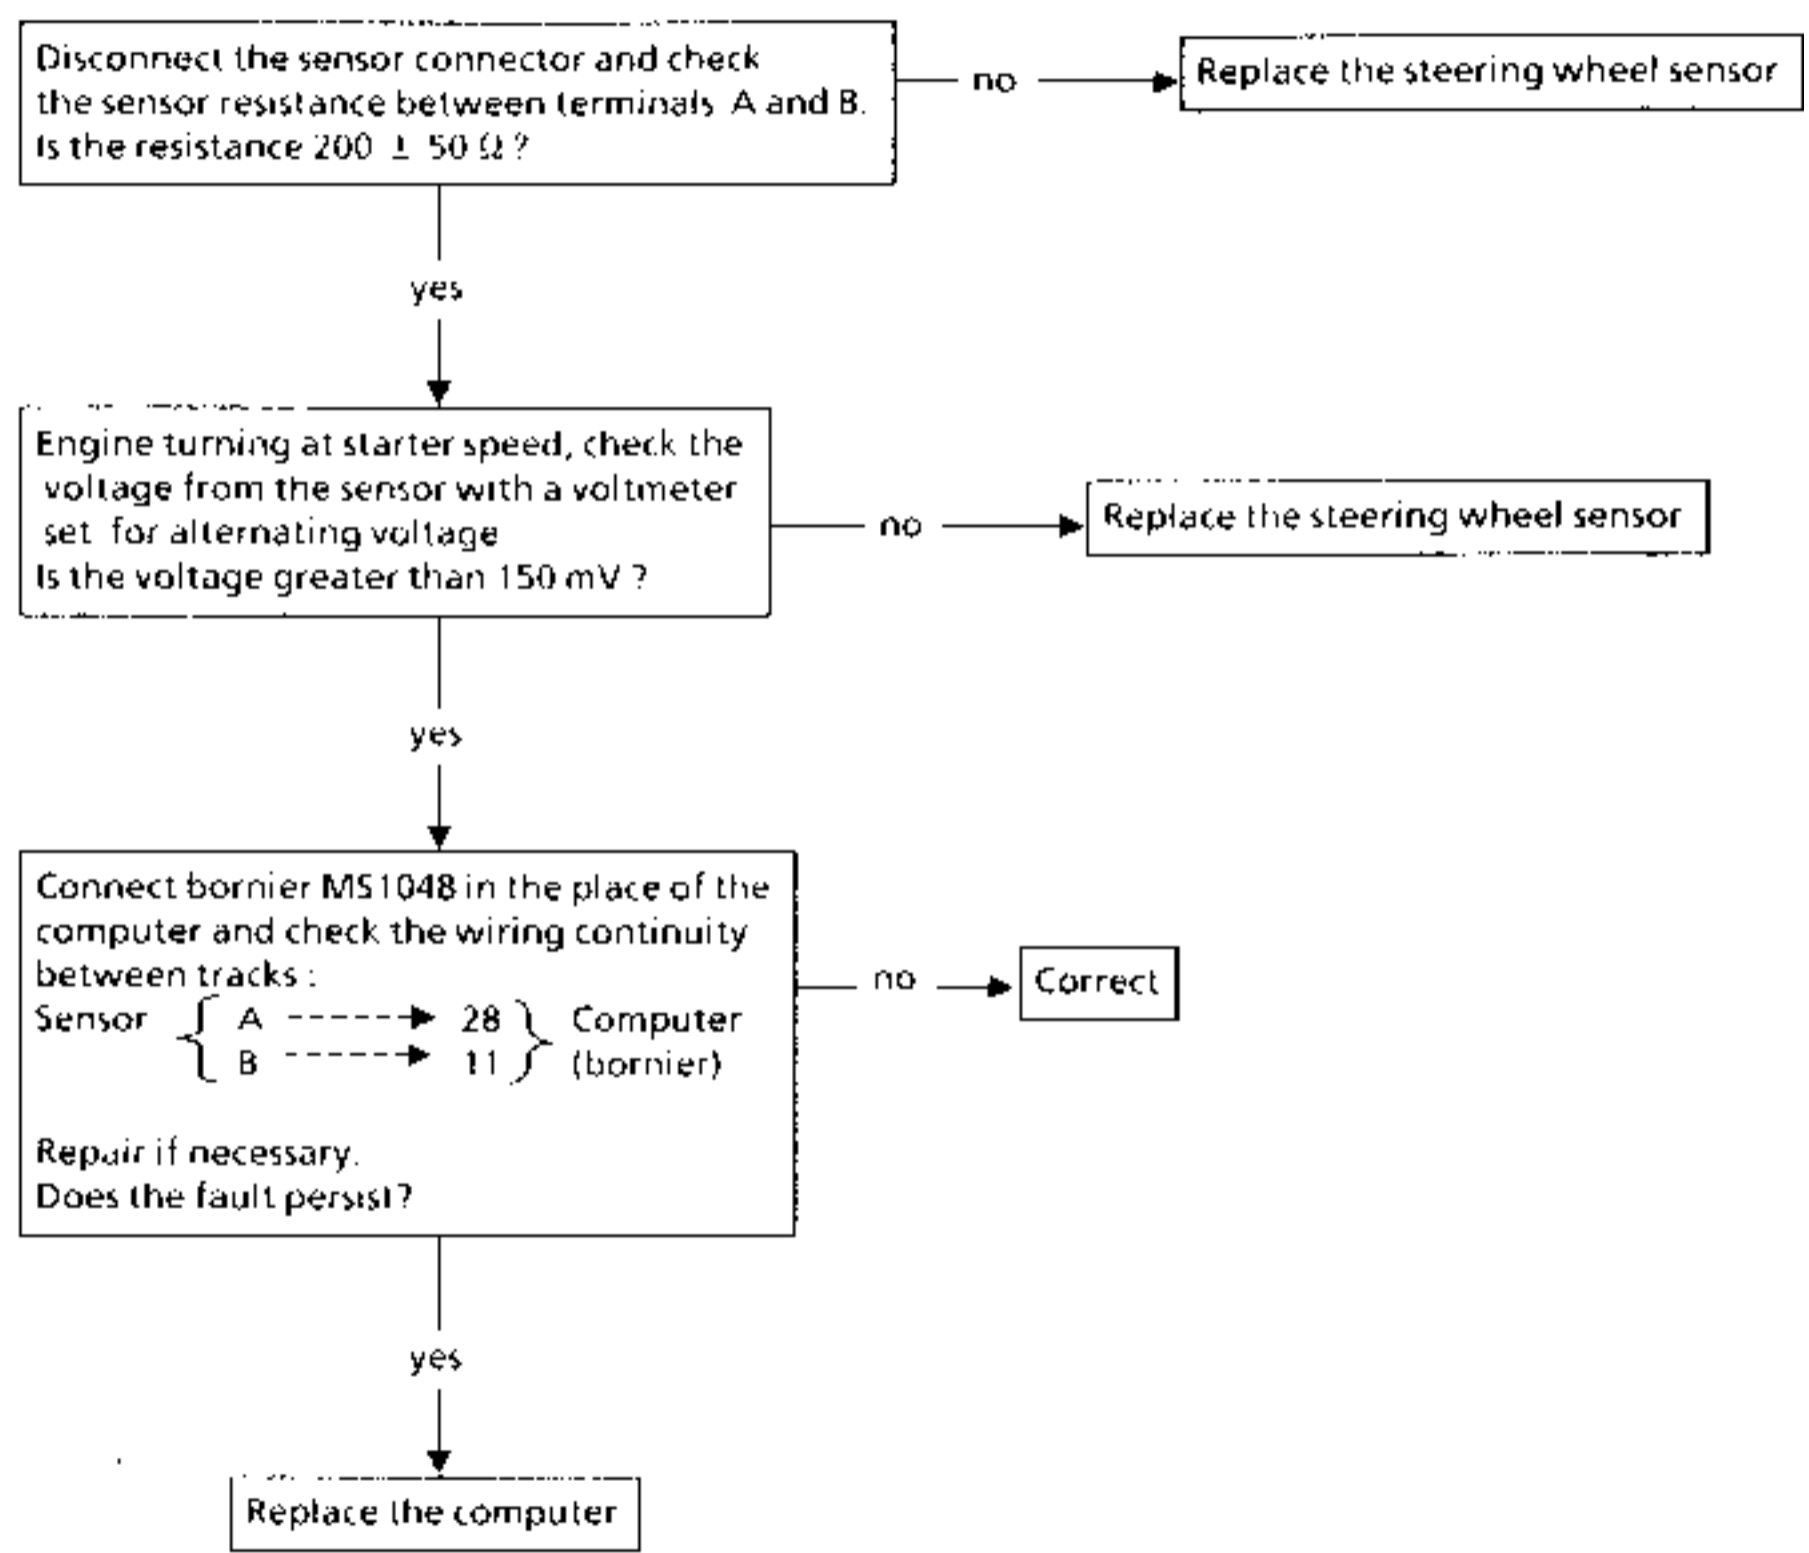 Disconnect the sensor connector and check
the sensor resistance between terminals A and B.
Is the resistance 200 ± 50 Ω ?
no
Replace the steering wheel sensor
yes
Engine turning at starter speed, check the
voltage from the sensor with a voltmeter
set for alternating voltage
Is the voltage greater than 150 mV ?
no
Replace the steering wheel sensor
yes
Connect bornier MS1048 in the place of the
computer and check the wiring continuity
between tracks :
Sensor { A 28 } Computer
B 11 (bornier)
Repair if necessary.
Does the fault persist?
no
Correct
yes
Replace the computer